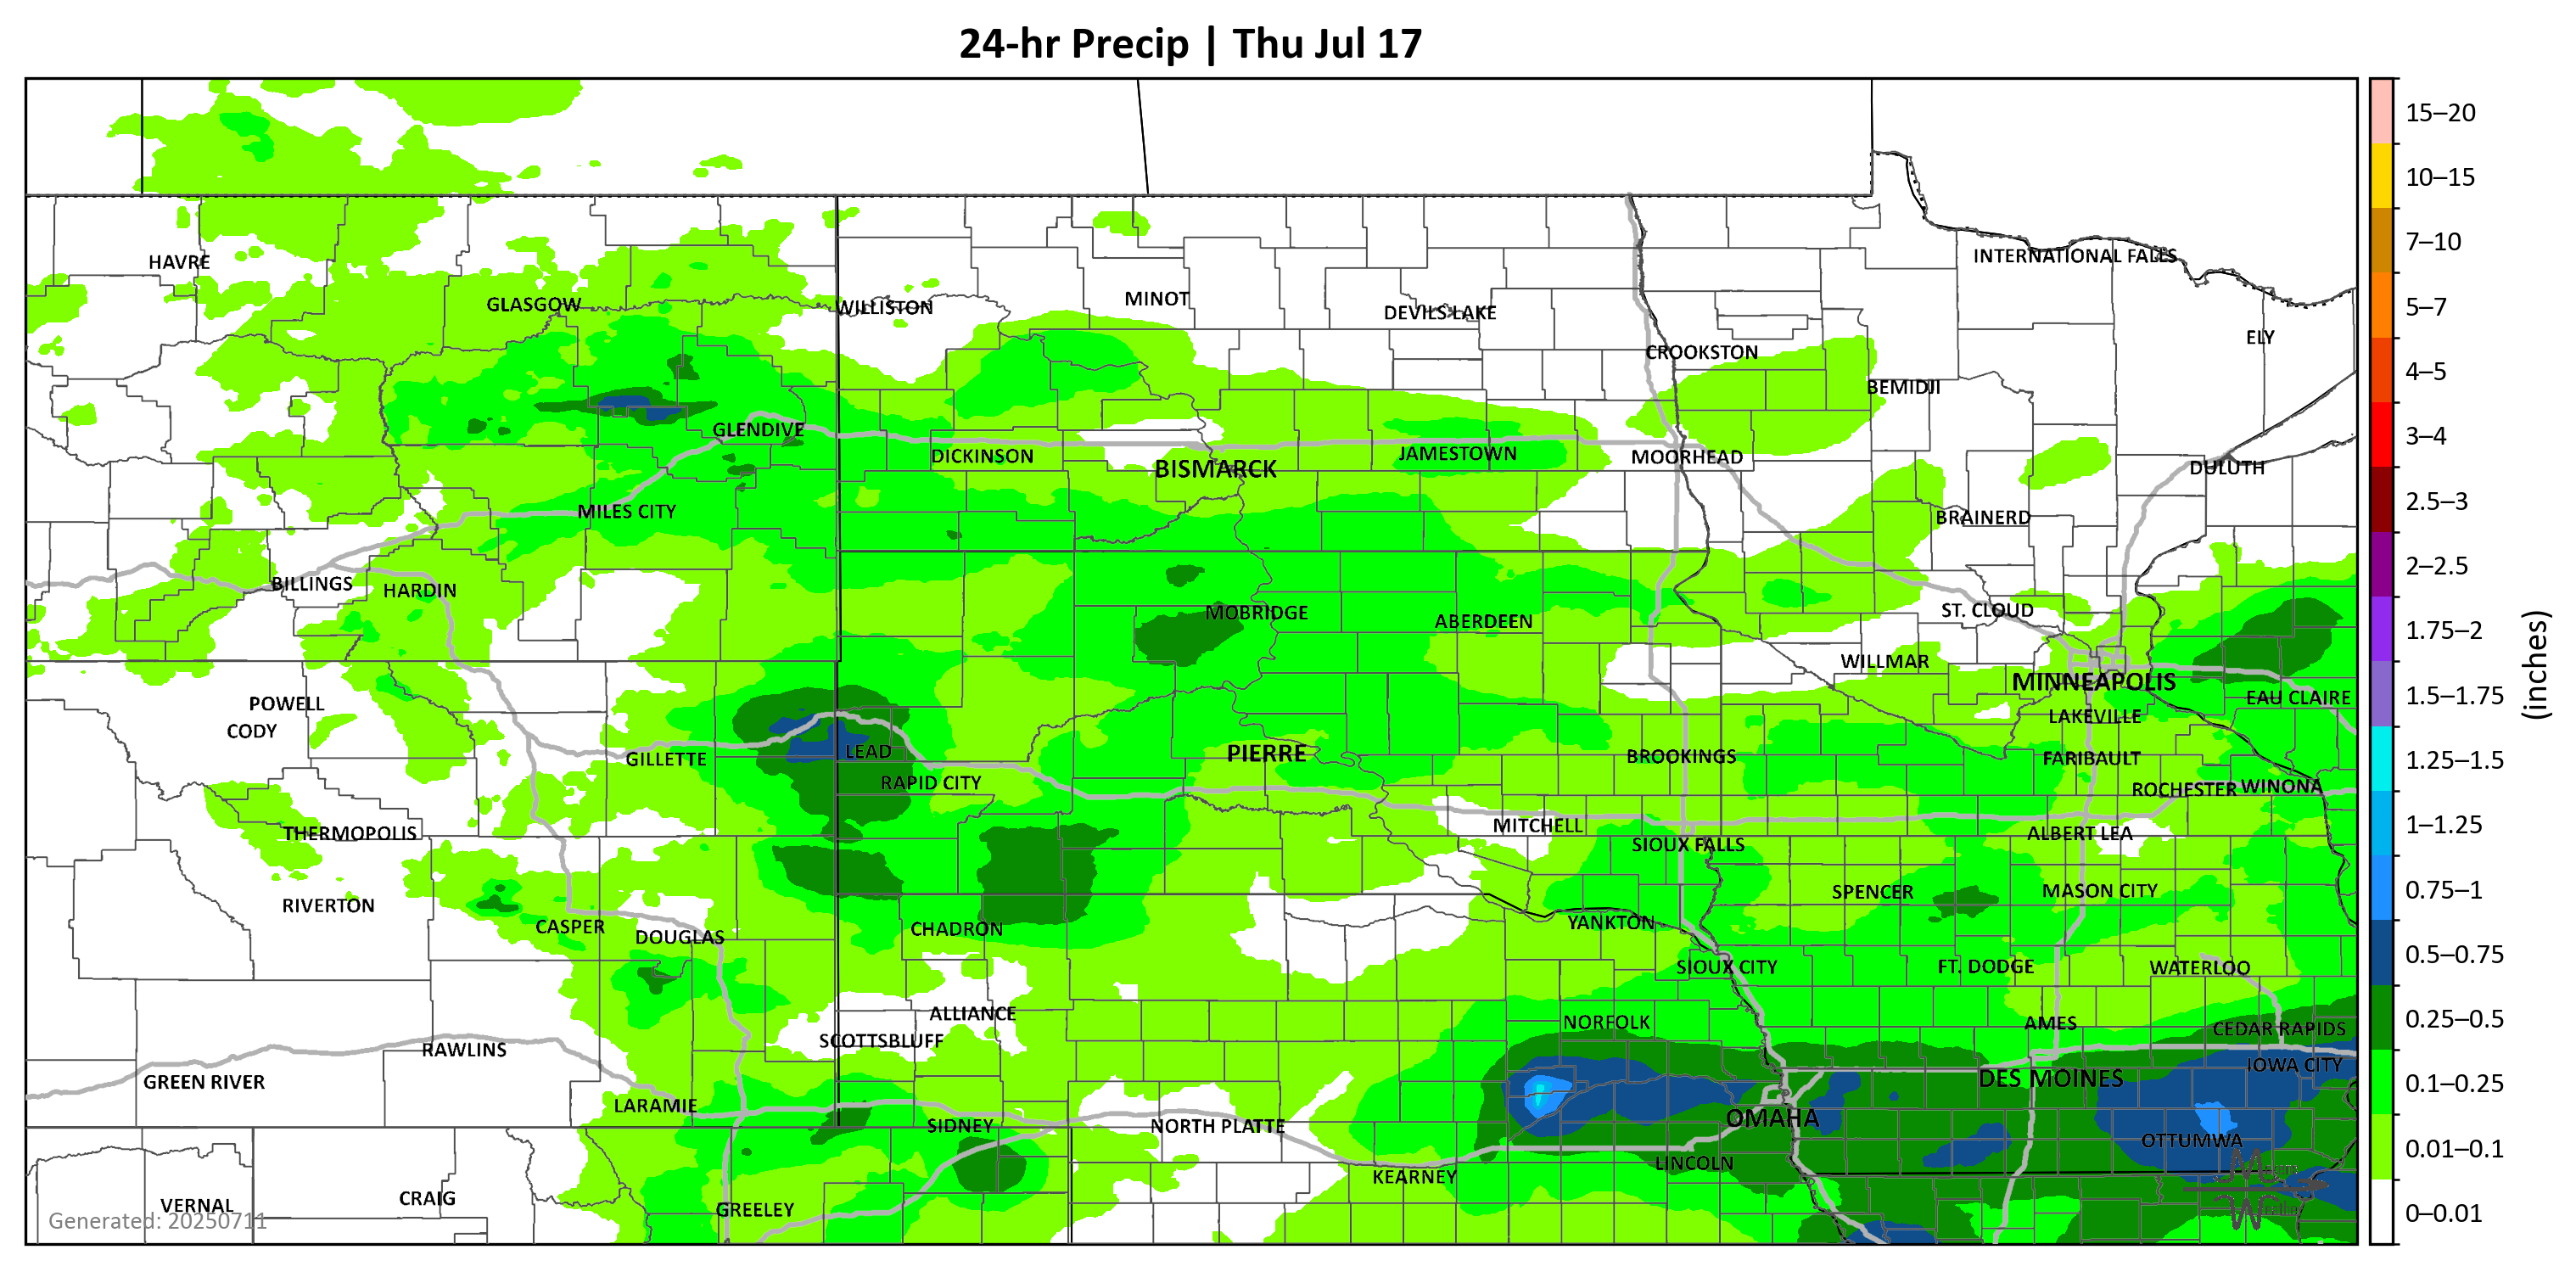 24-hr Precip | Thu Jul 17
15–20
10–15
7–10
5–7
4–5
3–4
2.5–3
2–2.5
1.75–2
1.5–1.75
1.25–1.5
1–1.25
0.75–1
0.5–0.75
0.25–0.5
0.1–0.25
0.01–0.1
0–0.01
(inches)
HAVRE
INTERNATIONAL FALLS
GLASGOW
WILLISTON
MINOT
DEVILS LAKE
ELY
CROOKSTON
BEMIDJI
GLENDIVE
DICKINSON
BISMARCK
JAMESTOWN
MOORHEAD
DULUTH
MILES CITY
BRAINERD
BILLINGS
HARDIN
MOBRIDGE
ABERDEEN
ST. CLOUD
WILLMAR
MINNEAPOLIS
EAU CLAIRE
POWELL
CODY
LAKEVILLE
GILLETTE
LEAD
PIERRE
BROOKINGS
FARIBAULT
RAPID CITY
ROCHESTER
WINONA
THERMOPOLIS
MITCHELL
SIOUX FALLS
ALBERT LEA
RIVERTON
SPENCER
MASON CITY
CASPER
DOUGLAS
CHADRON
YANKTON
SIOUX CITY
FT. DODGE
WATERLOO
ALLIANCE
SCOTTSBLUFF
NORFOLK
AMES
CEDAR RAPIDS
RAWLINS
GREEN RIVER
IOWA CITY
DES MOINES
LARAMIE
SIDNEY
NORTH PLATTE
OMAHA
OTTUMWA
KEARNEY
LINCOLN
VERNAL
CRAIG
GREELEY
Generated: 20250711